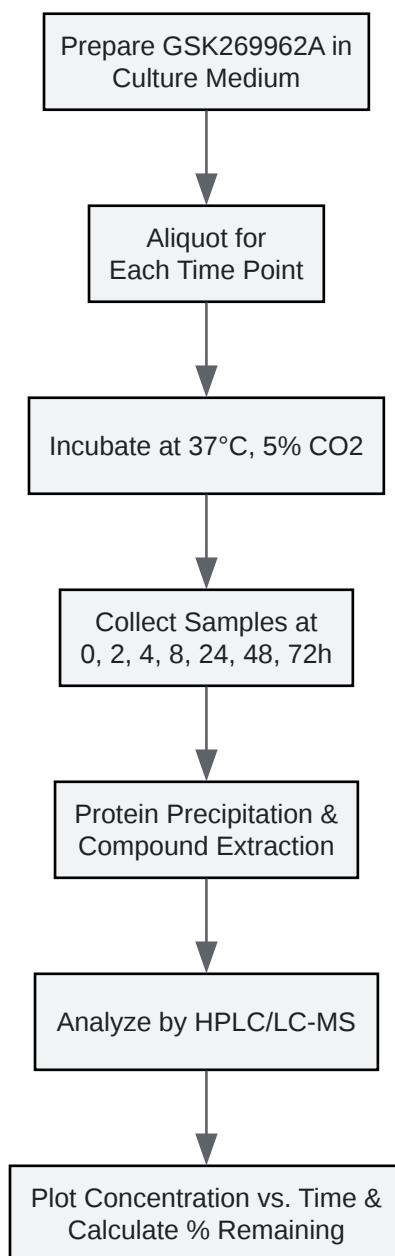 Prepare GSK269962A in
Culture Medium
Aliquot for
Each Time Point
Incubate at 37°C, 5% CO2
Collect Samples at
0, 2, 4, 8, 24, 48, 72h
Protein Precipitation &
Compound Extraction
Analyze by HPLC/LC-MS
Plot Concentration vs. Time &
Calculate % Remaining